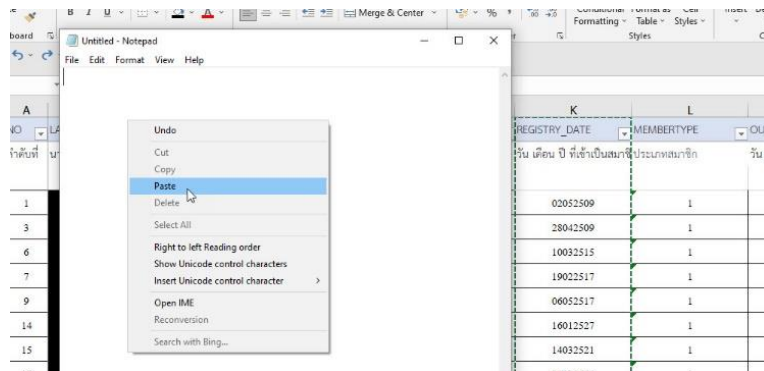 B I U A Merge & Center % Conditional Format as Cell Insert
Formatting Table Styles
board Styles
Untitled - Notepad
File Edit Format View Help
A K L
NO REGISTRY_DATE MEMBERTYPE
ลำดับที่ วัน เดือน ปี ที่เข้าเป็นสมาชิ ประเภทสมาชิก วัน
Undo
Cut
Copy
Paste
Delete
Select All
Right to left Reading order
Show Unicode control characters
Insert Unicode control character >
Open IME
Reconversion
Search with Bing...
1 02052509 1
3 28042509 1
6 10032515 1
7 19022517 1
9 06052517 1
14 16012527 1
15 14032521 1